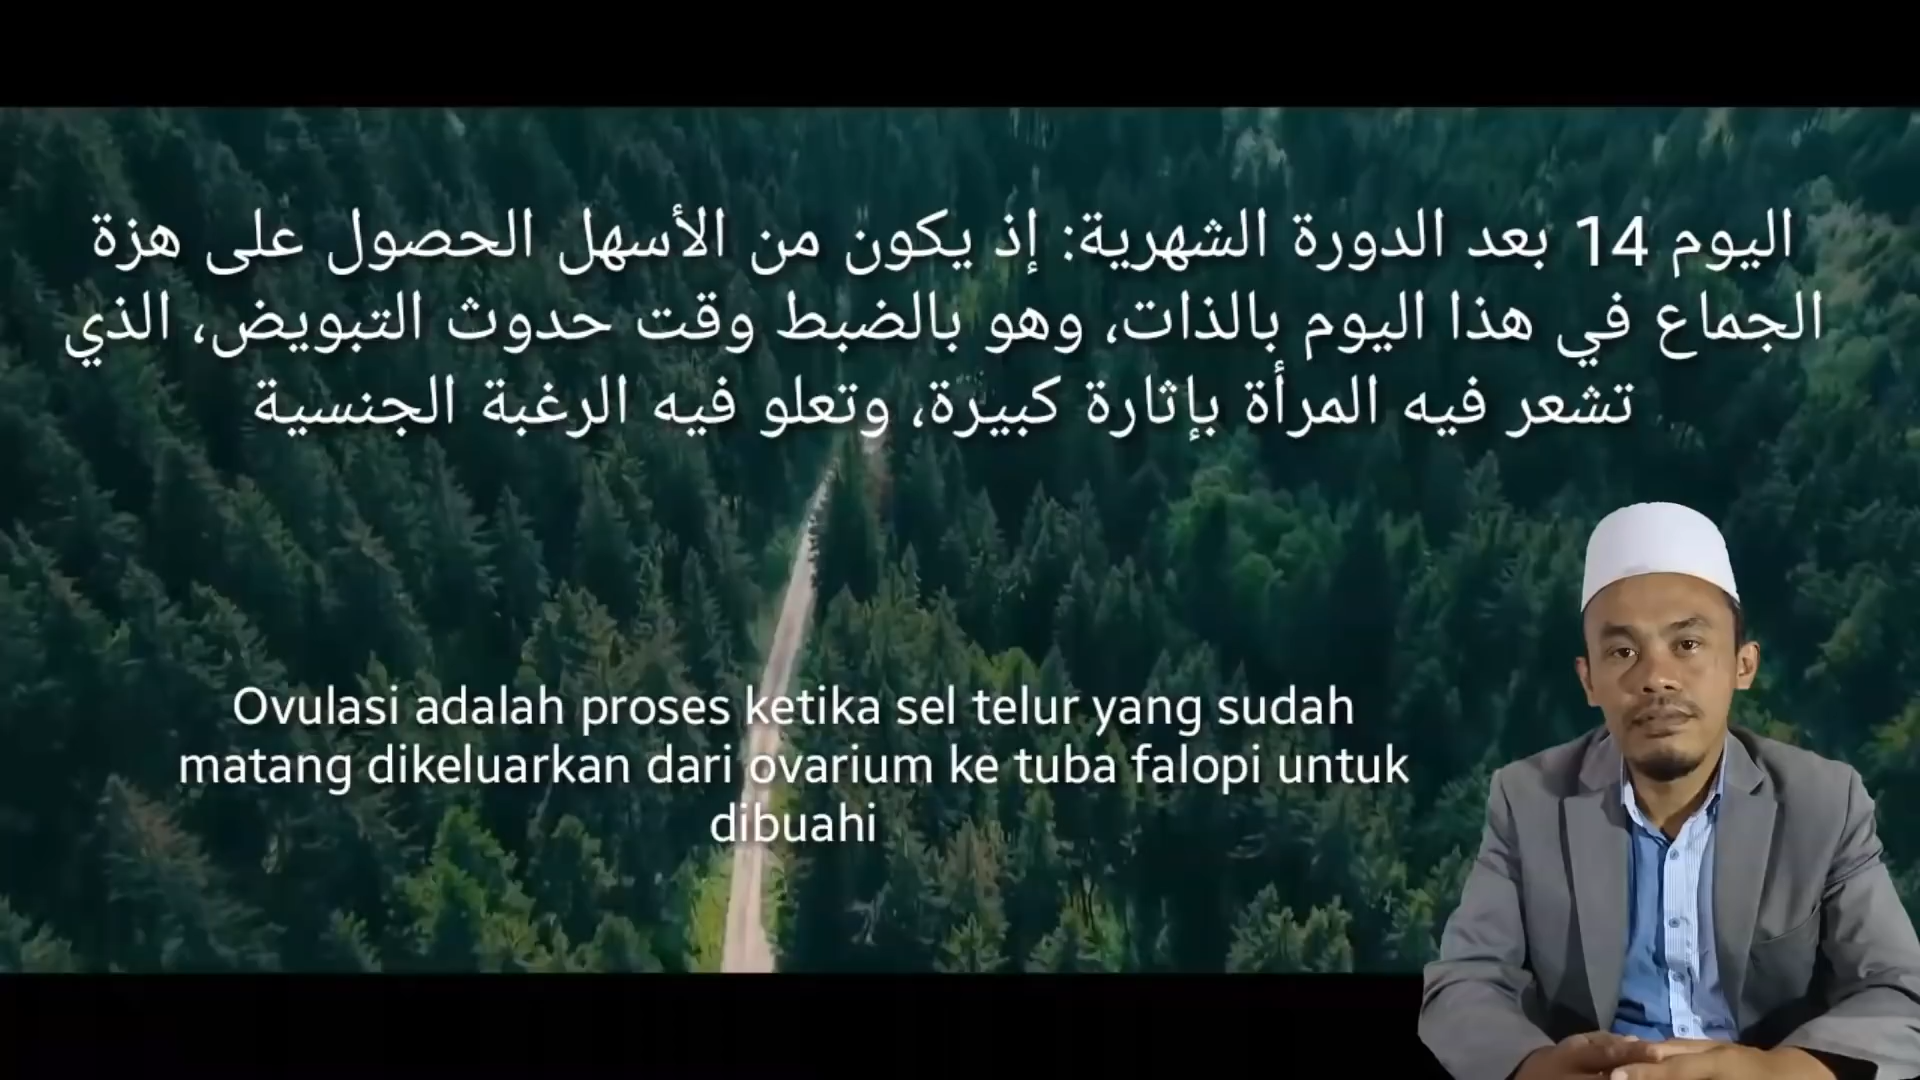 اليوم 14 بعد الدورة الشهرية: إذ يكون من الأسهل الحصول على هزة
الجماع في هذا اليوم بالذات، وهو بالضبط وقت حدوث التبويض، الذي
تشعر فيه المرأة بإثارة كبيرة، وتعلو فيه الرغبة الجنسية
Ovulasi adalah proses ketika sel telur yang sudah
matang dikeluarkan dari ovarium ke tuba falopi untuk
dibuahi